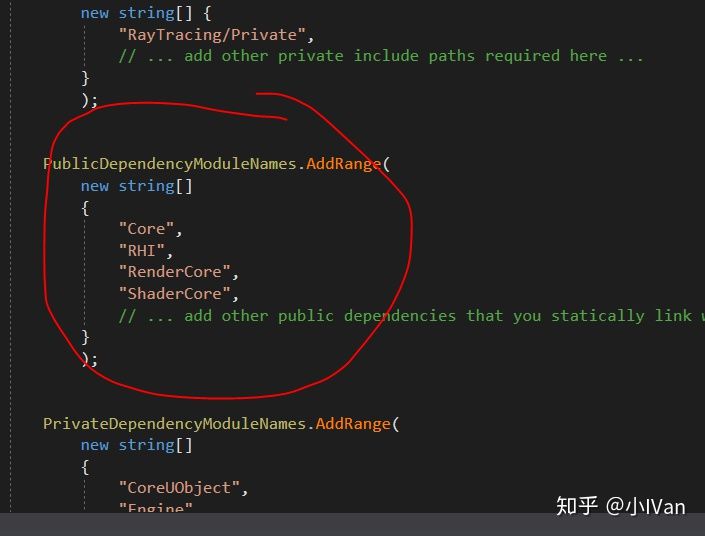 new string[] {
"RayTracing/Private",
// ... add other private include paths required here ...
}
);
PublicDependencyModuleNames.AddRange(
new string[]
{
"Core",
"RHI",
"RenderCore",
"ShaderCore",
// ... add other public dependencies that you statically link
}
);
PrivateDependencyModuleNames.AddRange(
new string[]
{
"CoreUObject",
"Engine"
知乎 @小IVan